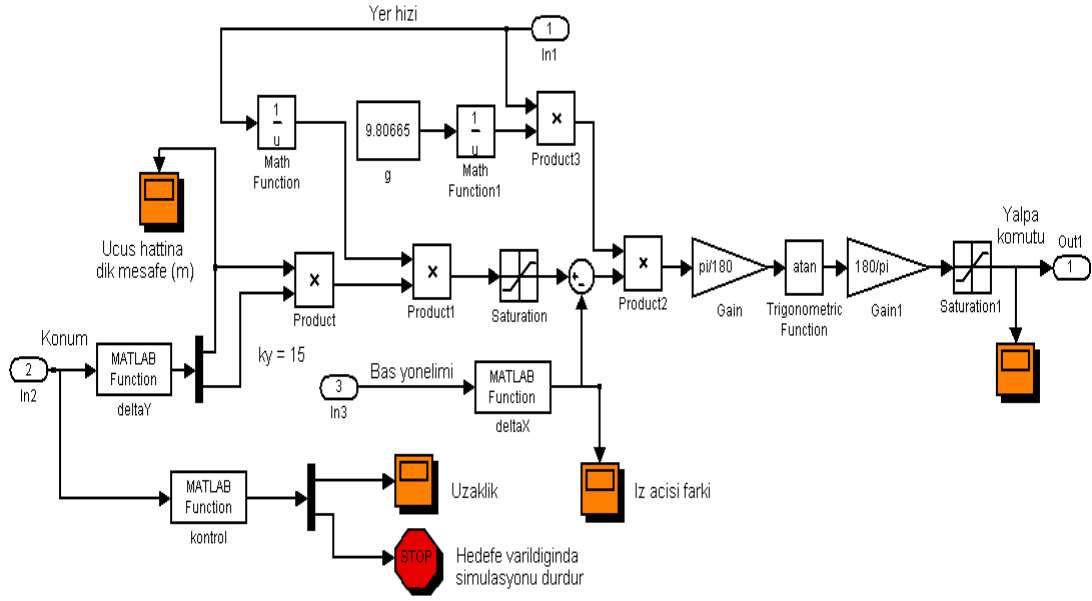 Yer hizi
1
In1
1
u
Math
Function
9.80665
g
1
u
Math
Function1
×
Product3
Ucus hattina
dik mesafe (m)
×
Product
×
Product1
Saturation
+
-
×
Product2
pi/180
Gain
atan
Trigonometric
Function
180/pi
Gain1
Saturation1
Yalpa
komutu
Out1
1
Konum
2
In2
MATLAB
Function
deltaY
ky = 15
3
In3
Bas yonelimi
MATLAB
Function
deltaX
Iz acisi farki
MATLAB
Function
kontrol
Uzaklik
STOP
Hedefe varildiginda
simulasyonu durdur